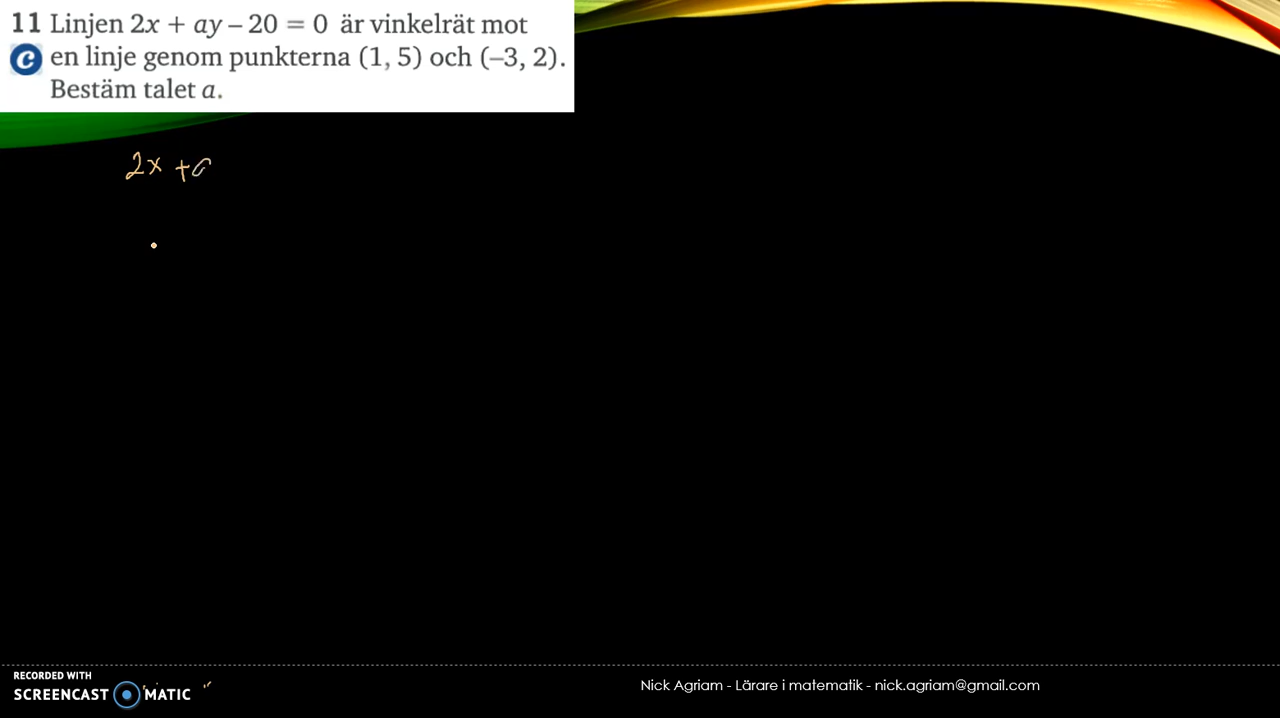 11 Linjen 2x + ay – 20 = 0 är vinkelrät mot
C en linje genom punkterna (1, 5) och (–3, 2).
Bestäm talet a.
2x + a
RECORDED WITH
SCREENCAST MATIC
Nick Agriam - Lärare i matematik - nick.agriam@gmail.com